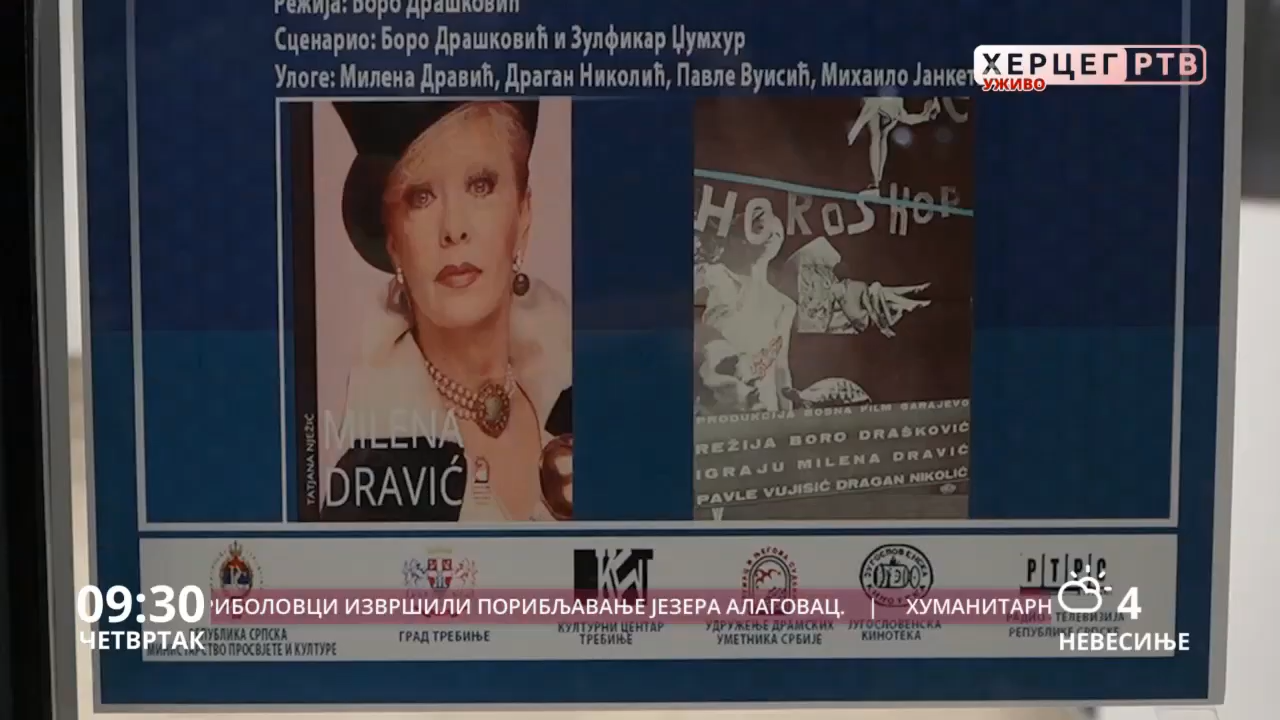 Режија: Боро Драшковић
Сценарио: Боро Драшковић и Зулфикар Џумхур
Улоге: Милена Дравић, Драган Николић, Павле Вуисић, Михаило Јанкет
ХЕРЦЕГ РТВ
УЖИВО
TATJANA NJEŽIĆ
MILENA
DRAVIĆ
HOROSKOP
PRODUKCIJA BOSNA FILM SARAJEVO
REŽIJA BORO DRAŠKOVIĆ
IGRAJU MILENA DRAVIĆ
PAVLE VUJISIĆ DRAGAN NIKOLIĆ
РТРС
09:30
РИБОЛОВЦИ ИЗВРШИЛИ ПОРИБЉАВАЊЕ ЈЕЗЕРА АЛАГОВАЦ. | ХУМАНИТАРН
4
ЧЕТВРТАК
НЕВЕСИЊЕ
РЕПУБЛИКА СРПСКА
МИНИСТАРСТВО ПРОСВЈЕТЕ И КУЛТУРЕ
ГРАД ТРЕБИЊЕ
КУЛТУРНИ ЦЕНТАР
ТРЕБИЊЕ
УДРУЖЕЊЕ ДРАМСКИХ
УМЕТНИКА СРБИЈЕ
ЈУГОСЛОВЕНСКА
КИНОТЕКА
РАДИО - ТЕЛЕВИЗИЈА
РЕПУБЛИКЕ СРПСКЕ